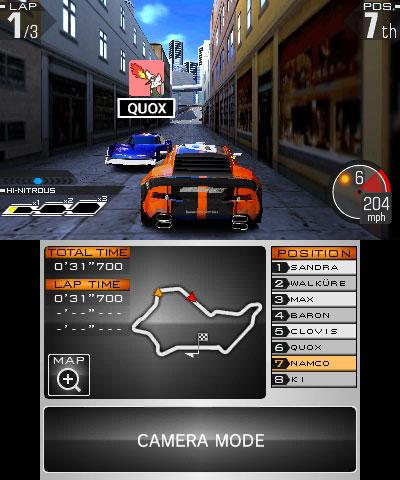 LAP
1/3
POS.
7th
QUOX
HI-NITROUS
x1 x2 x3
6
204
mph
TOTAL TIME
0'31"700
LAP TIME
0'31"700
-'--"---
-'--"---
MAP
POSITION
1 SANDRA
2 WALKÜRE
3 MAX
4 BARON
5 CLOVIS
6 QUOX
7 NAMCO
8 KI
CAMERA MODE